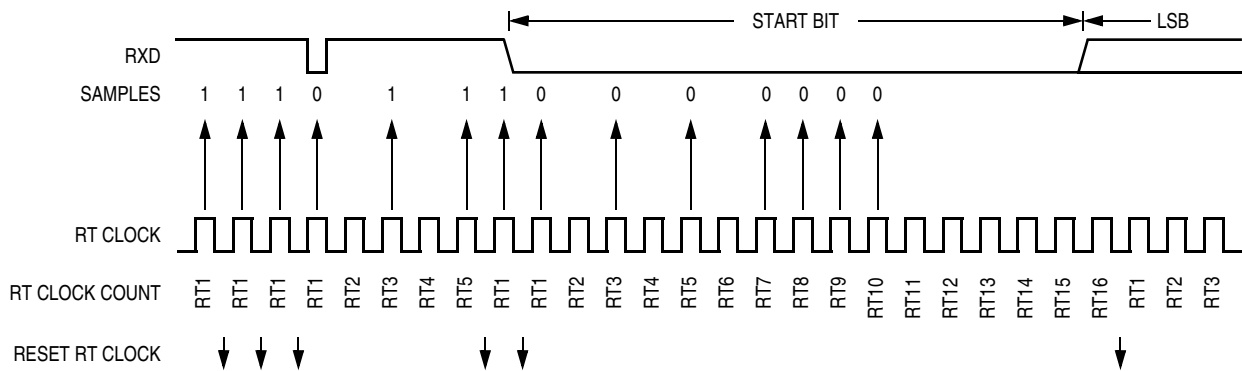 START BIT LSB
RXD
SAMPLES 1 1 1 0 1 1 1 0 0 0 0 0 0 0
RT CLOCK
RT CLOCK COUNT RT1 RT1 RT1 RT1 RT2 RT3 RT4 RT5 RT1 RT1 RT2 RT3 RT4 RT5 RT6 RT7 RT8 RT9 RT10 RT11 RT12 RT13 RT14 RT15 RT16 RT1 RT2 RT3
RESET RT CLOCK